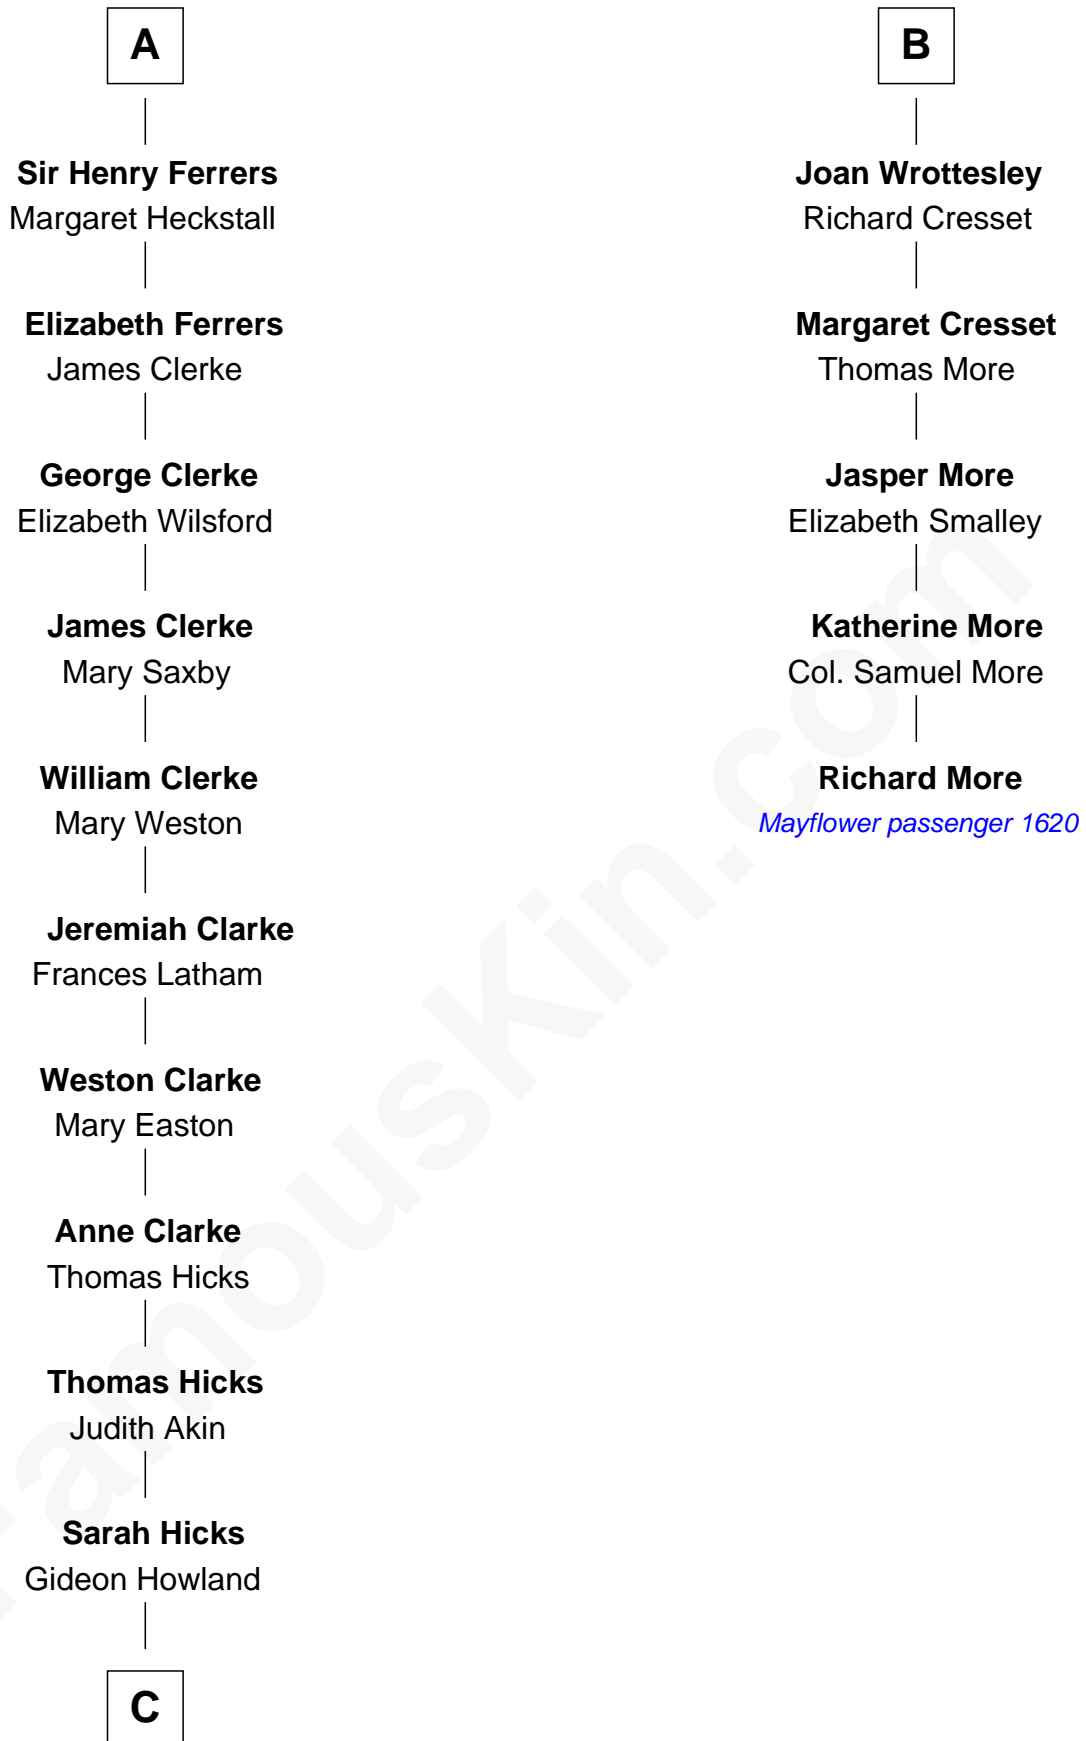 A
Sir Henry Ferrers
Margaret Heckstall
Elizabeth Ferrers
James Clerke
George Clerke
Elizabeth Wilsford
James Clerke
Mary Saxby
William Clerke
Mary Weston
Jeremiah Clarke
Frances Latham
Weston Clarke
Mary Easton
Anne Clarke
Thomas Hicks
Thomas Hicks
Judith Akin
Sarah Hicks
Gideon Howland
C
B
Joan Wrottesley
Richard Cresset
Margaret Cresset
Thomas More
Jasper More
Elizabeth Smalley
Katherine More
Col. Samuel More
Richard More
Mayflower passenger 1620
FamousKin.com